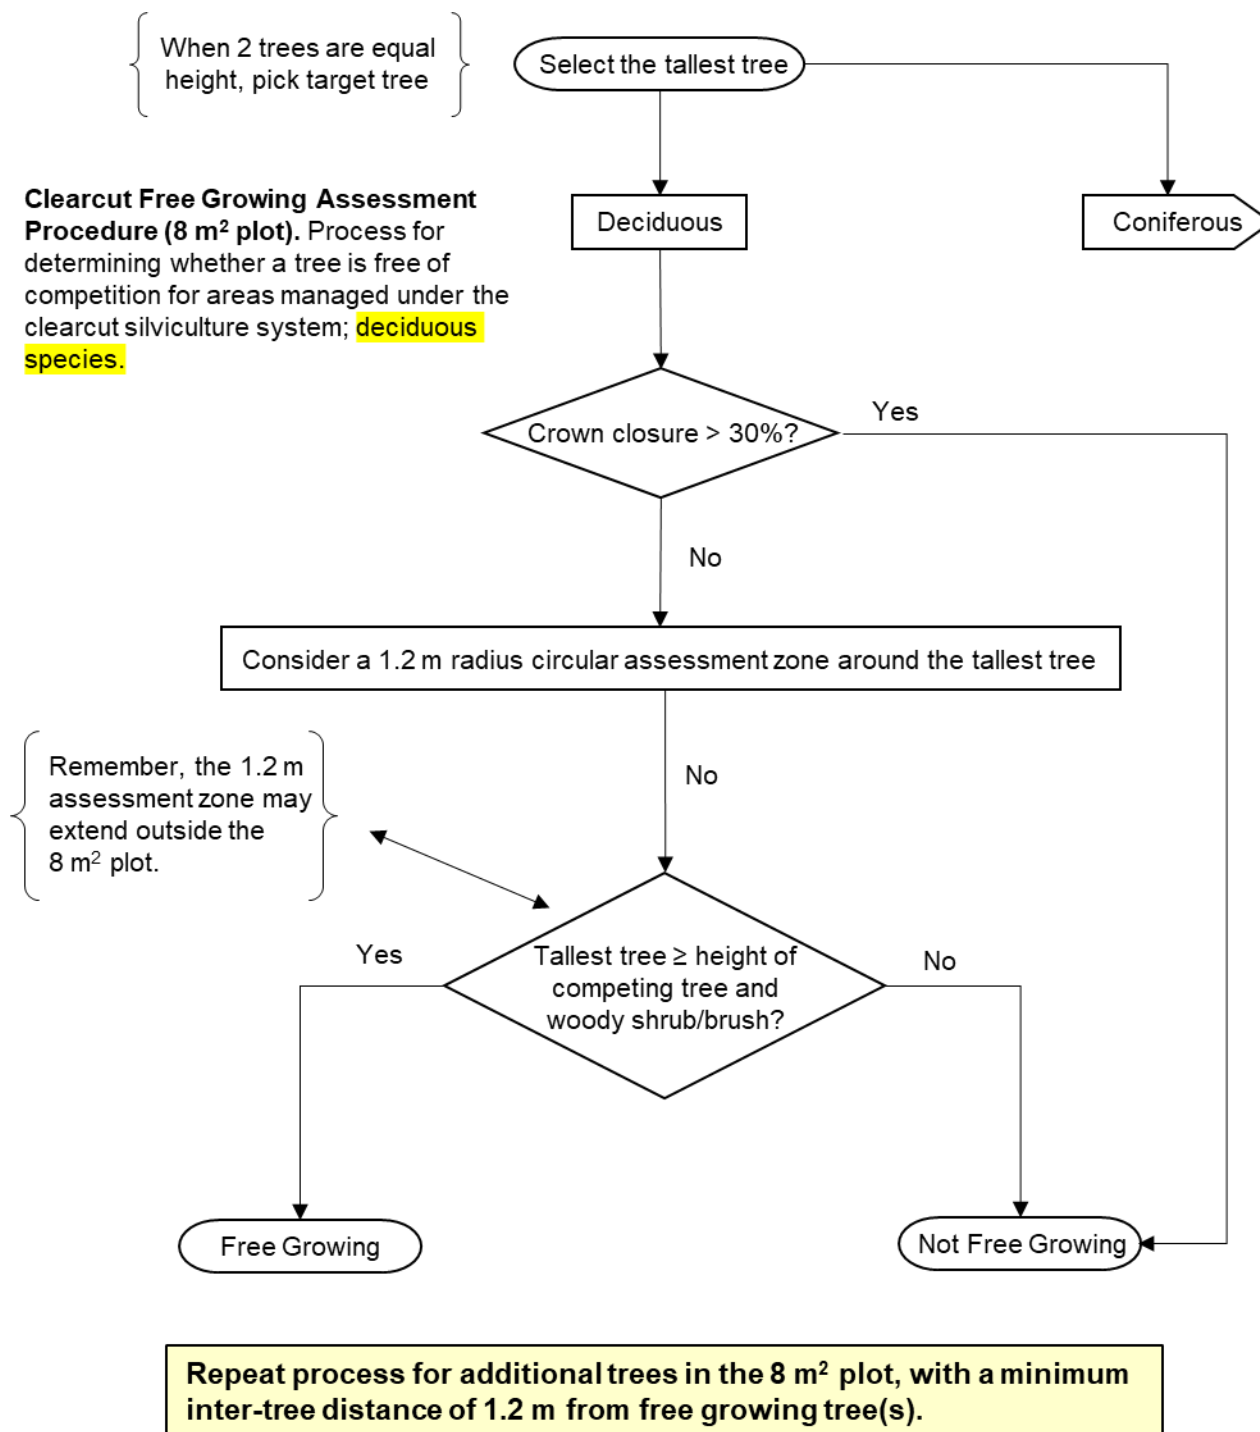 When 2 trees are equal
height, pick target tree
Select the tallest tree
Clearcut Free Growing Assessment
Procedure (8 m² plot). Process for
determining whether a tree is free of
competition for areas managed under the
clearcut silviculture system; deciduous
species.
Deciduous
Coniferous
Crown closure > 30%?
Yes
No
Consider a 1.2 m radius circular assessment zone around the tallest tree
No
Remember, the 1.2 m
assessment zone may
extend outside the
8 m² plot.
Yes
Tallest tree ≥ height of
competing tree and
woody shrub/brush?
No
Free Growing
Not Free Growing
Repeat process for additional trees in the 8 m² plot, with a minimum
inter-tree distance of 1.2 m from free growing tree(s).